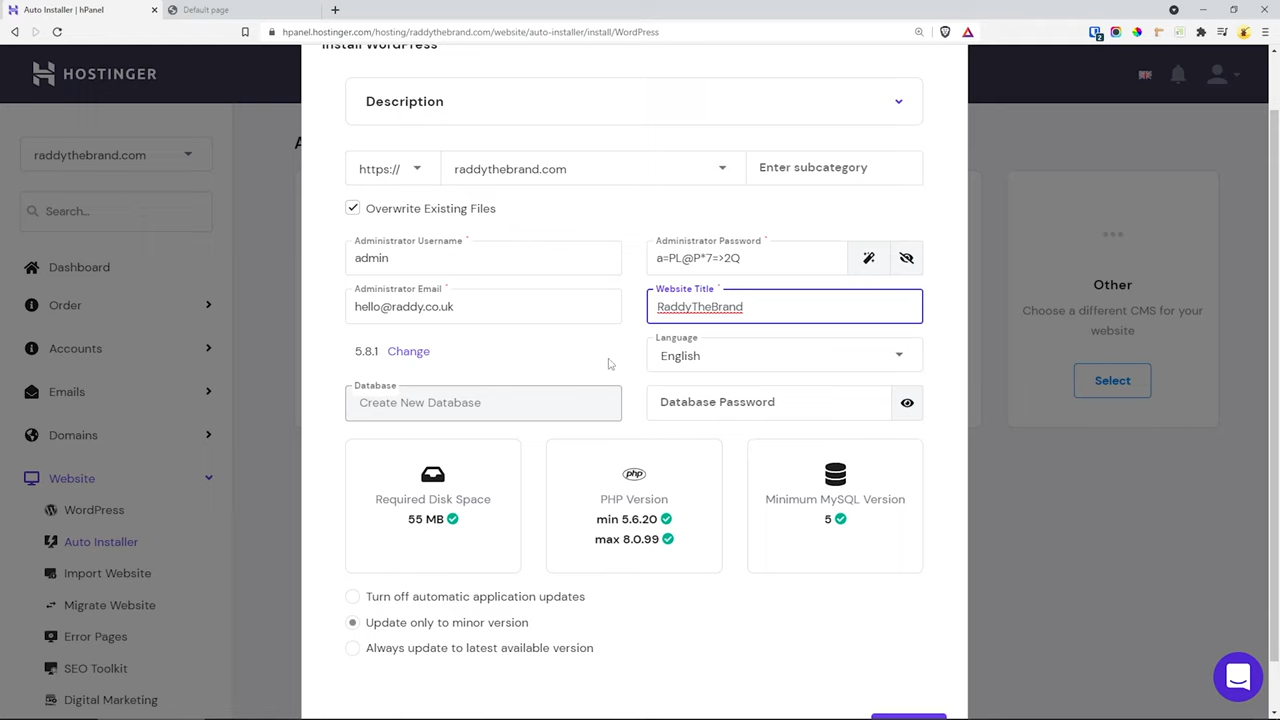 Auto Installer | hPanel
Default page
hpanel.hostinger.com/hosting/raddythebrand.com/website/auto-installer/install/WordPress
2
Install WordPress
HOSTINGER
Description
raddythebrand.com
https://
raddythebrand.com
Enter subcategory
Search...
Overwrite Existing Files
Administrator Username *
admin
Administrator Password *
a=PL@P*7=>2Q
Dashboard
Administrator Email *
hello@raddy.co.uk
Website Title *
RaddyTheBrand
Order
Other
Choose a different CMS for your
website
Select
Accounts
5.8.1 Change
Language
English
Emails
Database
Create New Database
Database Password
Domains
Website
Required Disk Space
55 MB
php
PHP Version
min 5.6.20
max 8.0.99
Minimum MySQL Version
5
WordPress
Auto Installer
Import Website
Migrate Website
Error Pages
SEO Toolkit
Digital Marketing
Turn off automatic application updates
Update only to minor version
Always update to latest available version